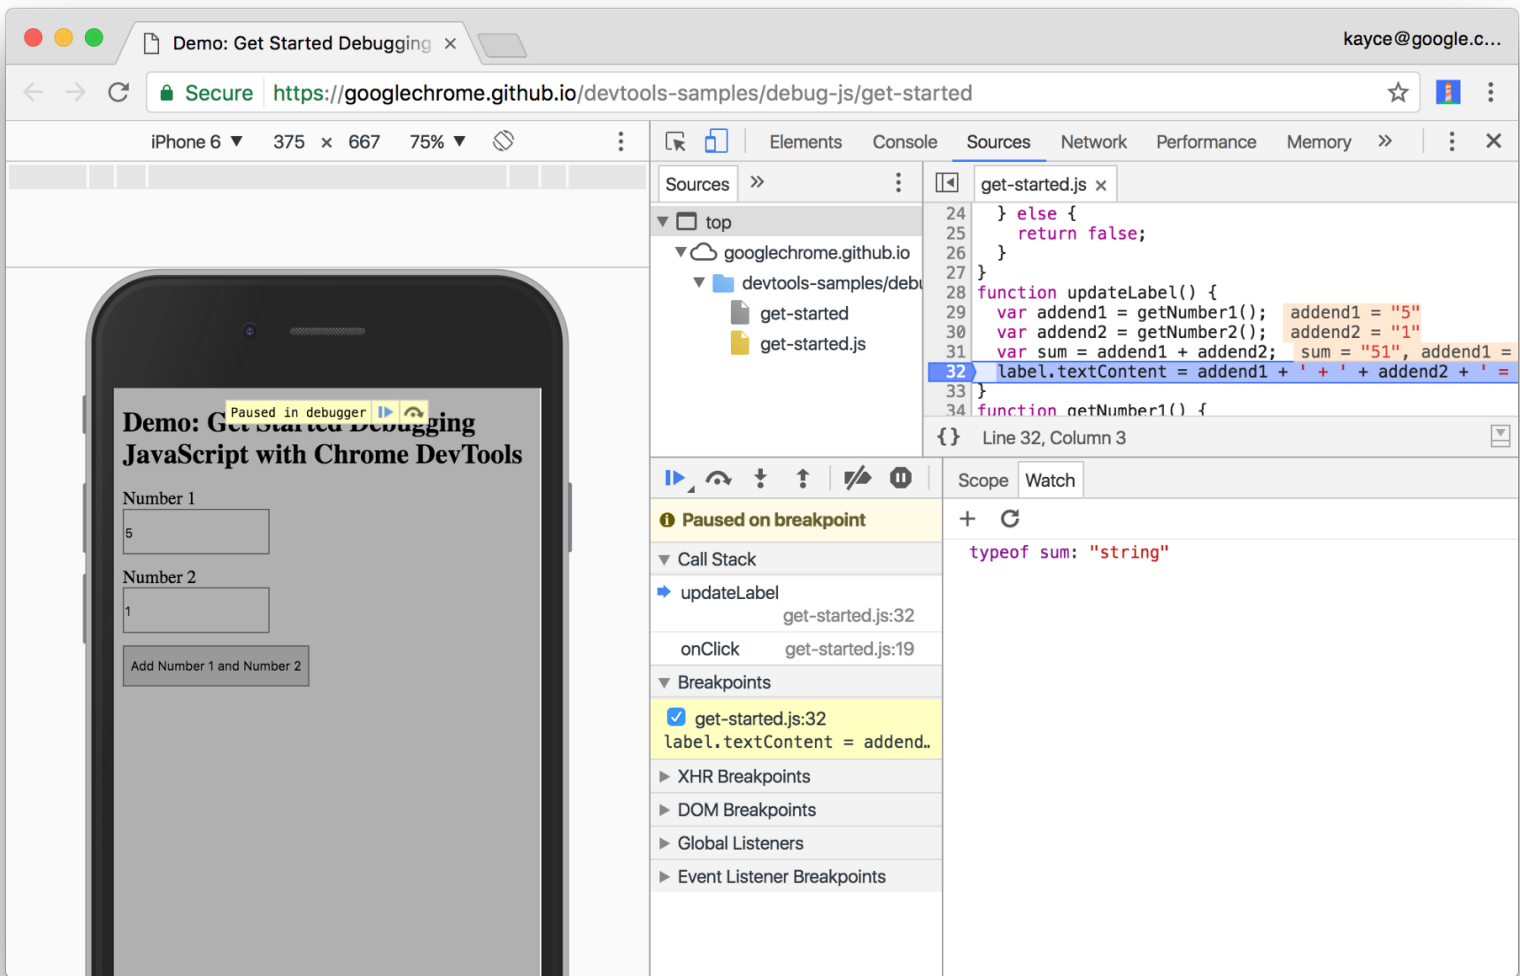 Demo: Get Started Debugging
kayce@google.c...
Secure
https://googlechrome.github.io/devtools-samples/debug-js/get-started
iPhone 6 ▼ 375 × 667 75% ▼
Elements Console Sources Network Performance Memory »
Sources »
get-started.js ×
top
googlechrome.github.io
devtools-samples/debu
get-started
get-started.js
24 } else {
25 return false;
26 }
27 }
28 function updateLabel() {
29 var addend1 = getNumber1(); addend1 = "5"
30 var addend2 = getNumber2(); addend2 = "1"
31 var sum = addend1 + addend2; sum = "51", addend1 =
32 label.textContent = addend1 + ' + ' + addend2 + ' =
33 }
34 function getNumber1() {
{} Line 32, Column 3
Paused in debugger
Demo: Get Started Debugging
JavaScript with Chrome DevTools
Number 1
5
Number 2
1
Add Number 1 and Number 2
Paused on breakpoint
Call Stack
updateLabel
get-started.js:32
onClick get-started.js:19
Breakpoints
get-started.js:32
label.textContent = addend…
XHR Breakpoints
DOM Breakpoints
Global Listeners
Event Listener Breakpoints
Scope Watch
typeof sum: "string"